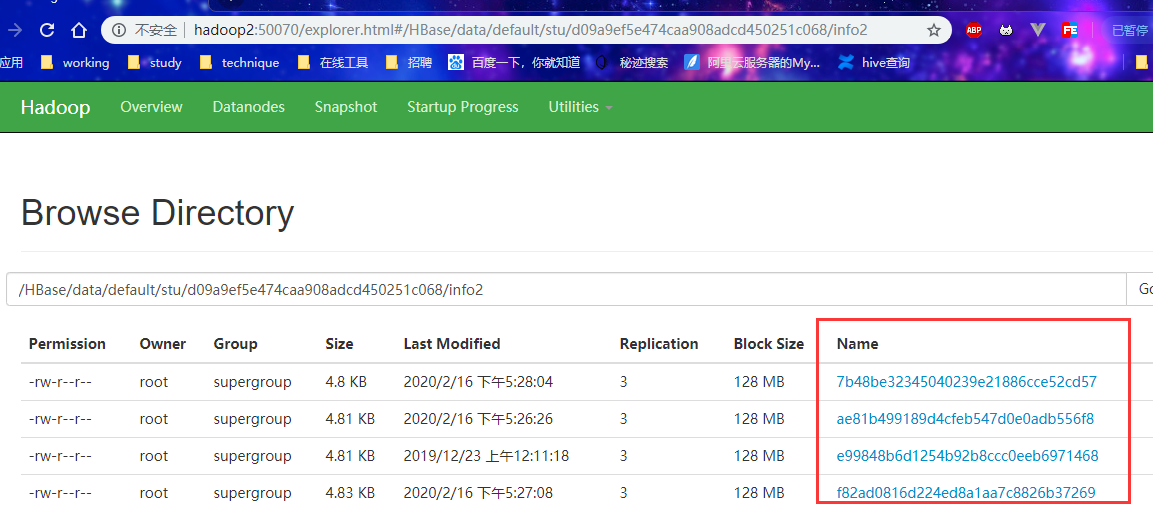 不安全 hadoop2:50070/explorer.html#/HBase/data/default/stu/d09a9ef5e474caa908adcd450251c068/info2 ABP FE 已暂停
应用 working study technique 在线工具 招聘 百度一下，你就知道 秘迹搜索 阿里云服务器的My... hive查询
Hadoop Overview Datanodes Snapshot Startup Progress Utilities
Browse Directory
/HBase/data/default/stu/d09a9ef5e474caa908adcd450251c068/info2 Go
Permission Owner Group Size Last Modified Replication Block Size Name
-rw-r--r-- root supergroup 4.8 KB 2020/2/16 下午5:28:04 3 128 MB 7b48be32345040239e21886cce52cd57
-rw-r--r-- root supergroup 4.81 KB 2020/2/16 下午5:26:26 3 128 MB ae81b499189d4cfeb547d0e0adb556f8
-rw-r--r-- root supergroup 4.81 KB 2019/12/23 上午12:11:18 3 128 MB e99848b6d1254b92b8ccc0eeb6971468
-rw-r--r-- root supergroup 4.83 KB 2020/2/16 下午5:27:08 3 128 MB f82ad0816d224ed8a1aa7c8826b37269